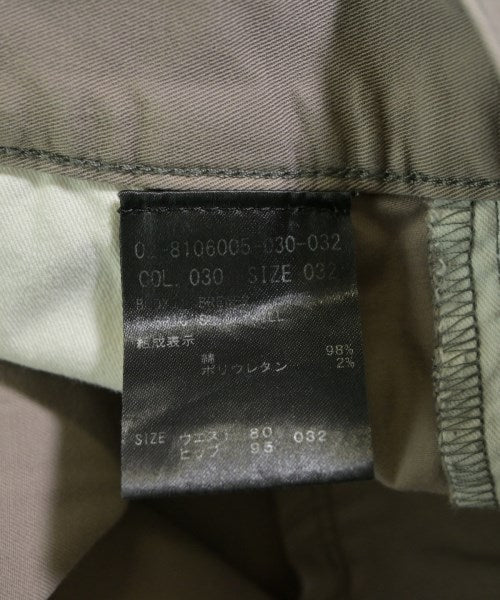 -8106005-030-032
COL. 030 SIZE 032
組成表示
綿 98%
ポリウレタン 2%
SIZE ウエスト 80 032
ヒップ 95